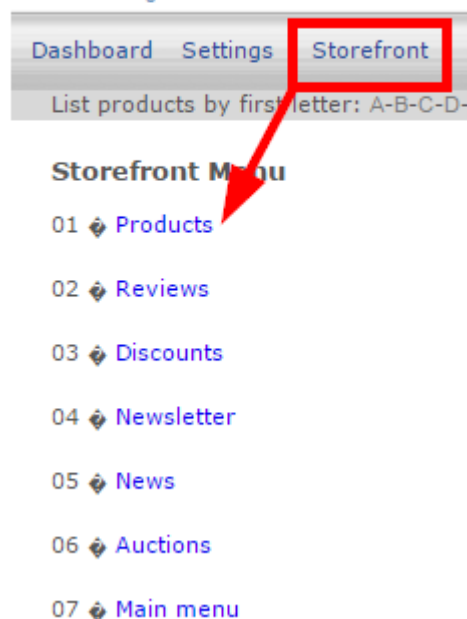 Dashboard Settings Storefront
List products by first letter: A-B-C-D-
Storefront Menu
01 � Products
02 � Reviews
03 � Discounts
04 � Newsletter
05 � News
06 � Auctions
07 � Main menu